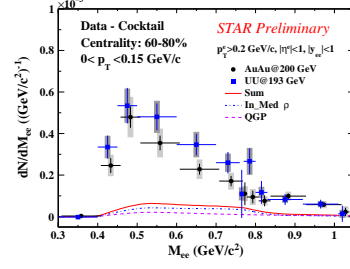 ×10⁻³
Data - Cocktail
STAR Preliminary
Centrality: 60-80%
0< p_T <0.15 GeV/c
p_T^e>0.2 GeV/c, |η^e|<1, |y_ee|<1
AuAu@200 GeV
UU@193 GeV
Sum
In_Med ρ
QGP
dN/dM_ee ((GeV/c²)⁻¹)
0.8
0.6
0.4
0.2
0
0.3 0.4 0.5 0.6 0.7 0.8 0.9 1
M_ee (GeV/c²)